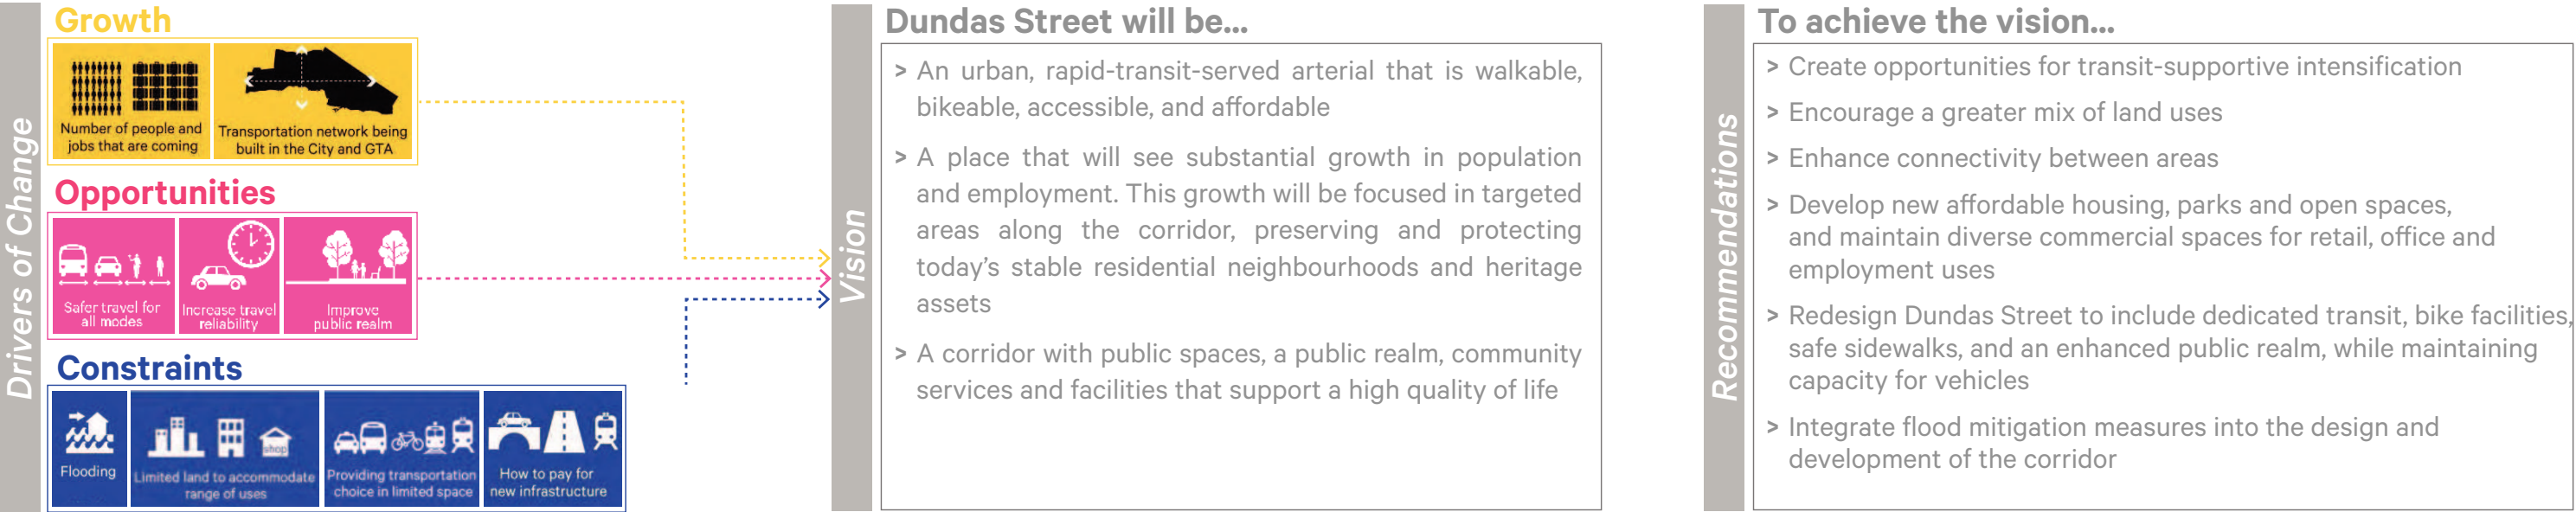 Drivers of Change
Growth
Number of people and
jobs that are coming
Transportation network being
built in the City and GTA
Opportunities
Safer travel for
all modes
Increase travel
reliability
Improve
public realm
Constraints
Flooding
shop
Limited land to accommodate
range of uses
Providing transportation
choice in limited space
How to pay for
new infrastructure
Vision
Dundas Street will be...
> An urban, rapid-transit-served arterial that is walkable,
bikeable, accessible, and affordable
> A place that will see substantial growth in population
and employment. This growth will be focused in targeted
areas along the corridor, preserving and protecting
today's stable residential neighbourhoods and heritage
assets
> A corridor with public spaces, a public realm, community
services and facilities that support a high quality of life
Recommendations
To achieve the vision...
> Create opportunities for transit-supportive intensification
> Encourage a greater mix of land uses
> Enhance connectivity between areas
> Develop new affordable housing, parks and open spaces,
and maintain diverse commercial spaces for retail, office and
employment uses
> Redesign Dundas Street to include dedicated transit, bike facilities,
safe sidewalks, and an enhanced public realm, while maintaining
capacity for vehicles
> Integrate flood mitigation measures into the design and
development of the corridor